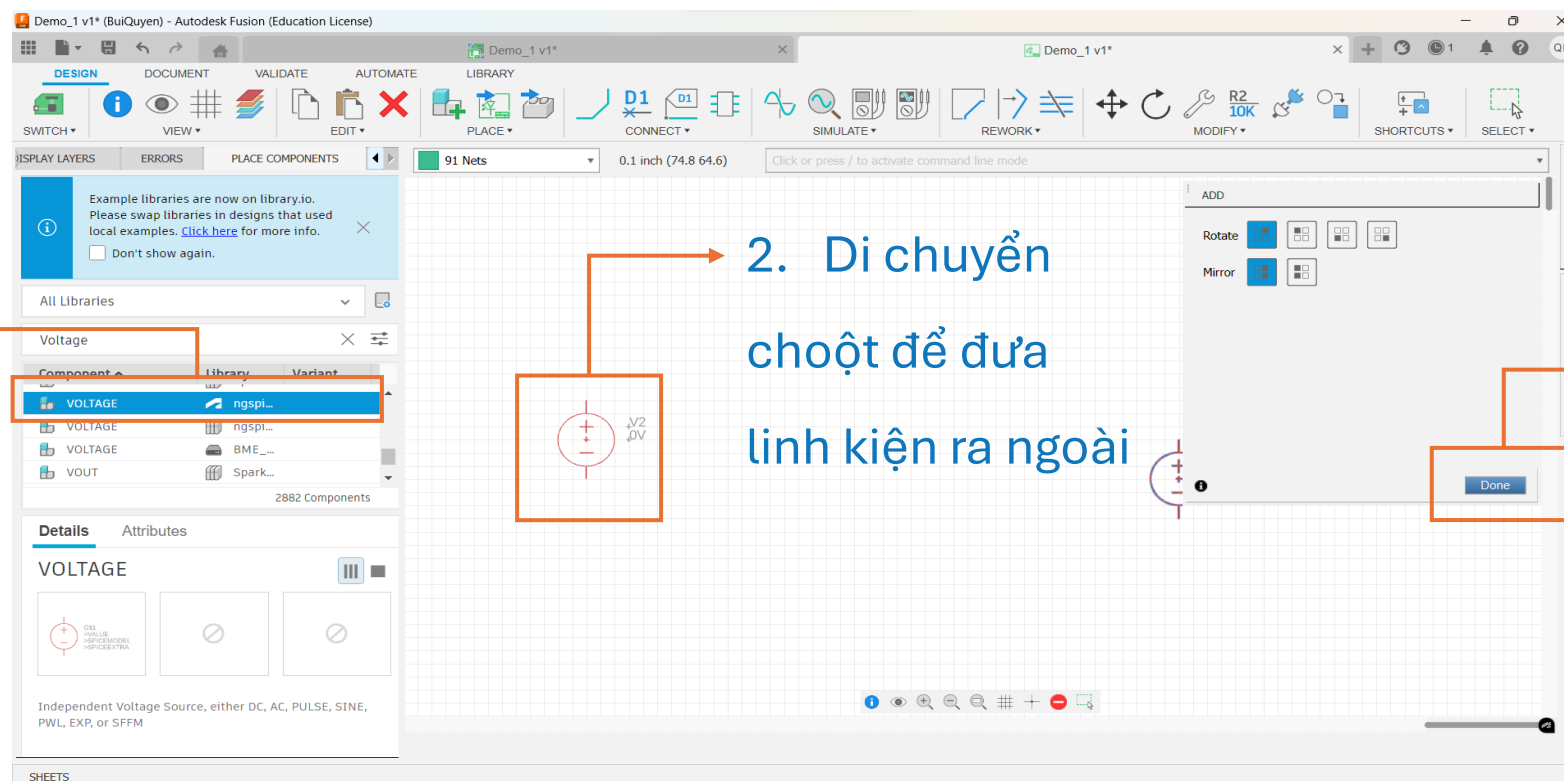 Demo_1 v1* (BuiQuyen) - Autodesk Fusion (Education License)
Demo_1 v1*
Demo_1 v1*
1
DESIGN DOCUMENT VALIDATE AUTOMATE LIBRARY
D1 D1 R2 10K
SWITCH VIEW EDIT PLACE CONNECT SIMULATE REWORK MODIFY SHORTCUTS SELECT
DISPLAY LAYERS ERRORS PLACE COMPONENTS
91 Nets 0.1 inch (74.8 64.6) Click or press / to activate command line mode
Example libraries are now on library.io.
Please swap libraries in designs that used
local examples. Click here for more info.
Don't show again.
All Libraries
Voltage
Component Library Variant
VOLTAGE ngspi...
VOLTAGE ngspi...
VOLTAGE BME_...
VOUT Spark...
2882 Components
Details Attributes
VOLTAGE
GS1
>VALUE
>SPICEMODEL
>SPICEEXTRA
Independent Voltage Source, either DC, AC, PULSE, SINE,
PWL, EXP, or SFFM
SHEETS
V2
0V
2. Di chuyển
choột để đưa
linh kiện ra ngoài
ADD
Rotate
Mirror
Done